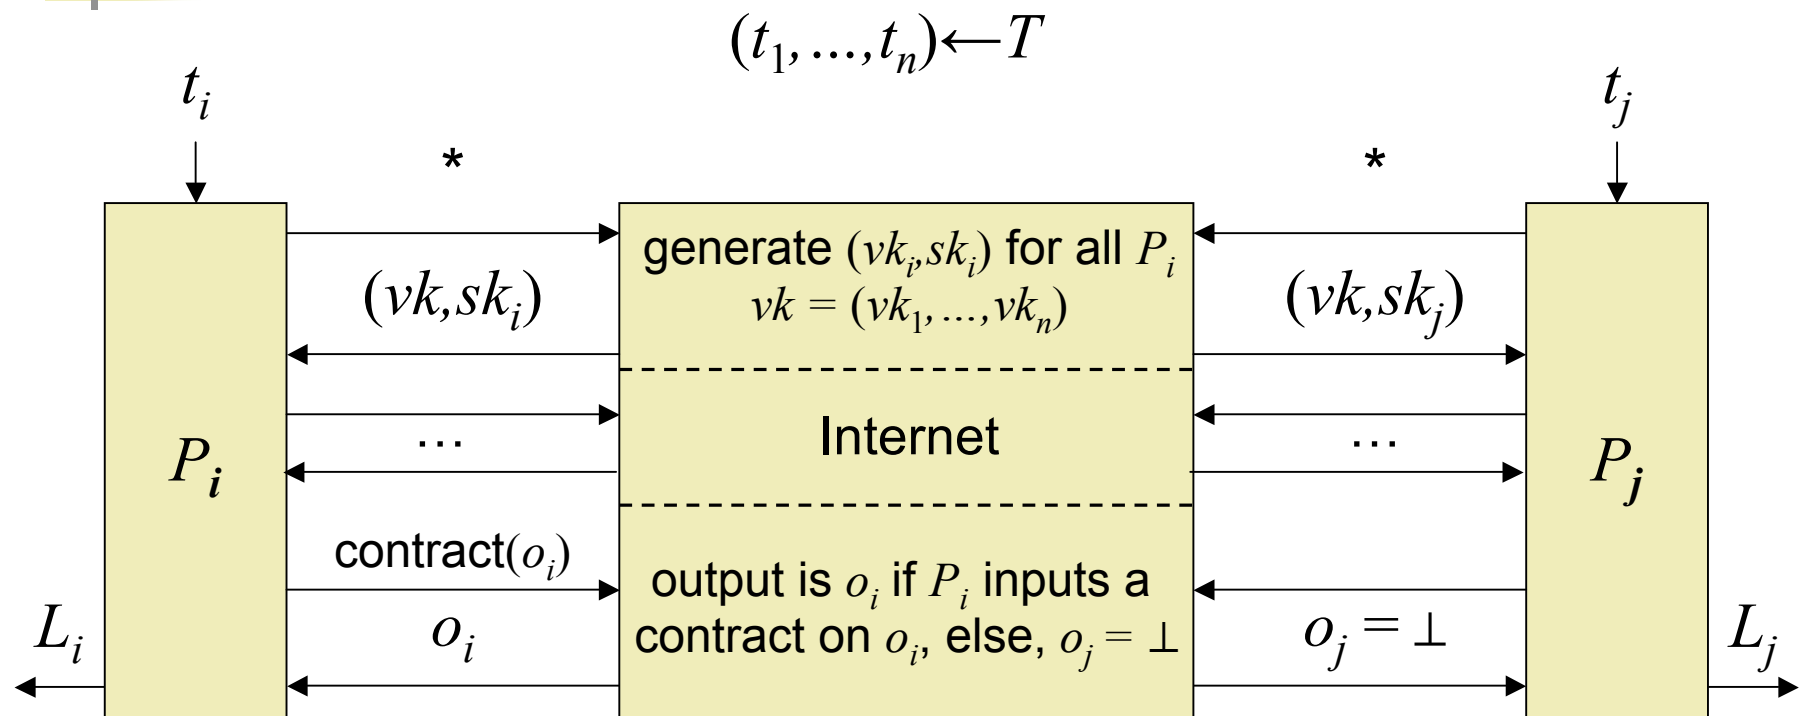 (t₁,...,tₙ)←T
tᵢ
tⱼ
*
*
generate (vkᵢ,skᵢ) for all Pᵢ
vk = (vk₁,...,vkₙ)
(vk,skᵢ)
(vk,skⱼ)
...
Internet
...
Pᵢ
Pⱼ
contract(oᵢ)
output is oᵢ if Pᵢ inputs a
contract on oᵢ, else, oⱼ = ⊥
Lᵢ
oᵢ
oⱼ = ⊥
Lⱼ